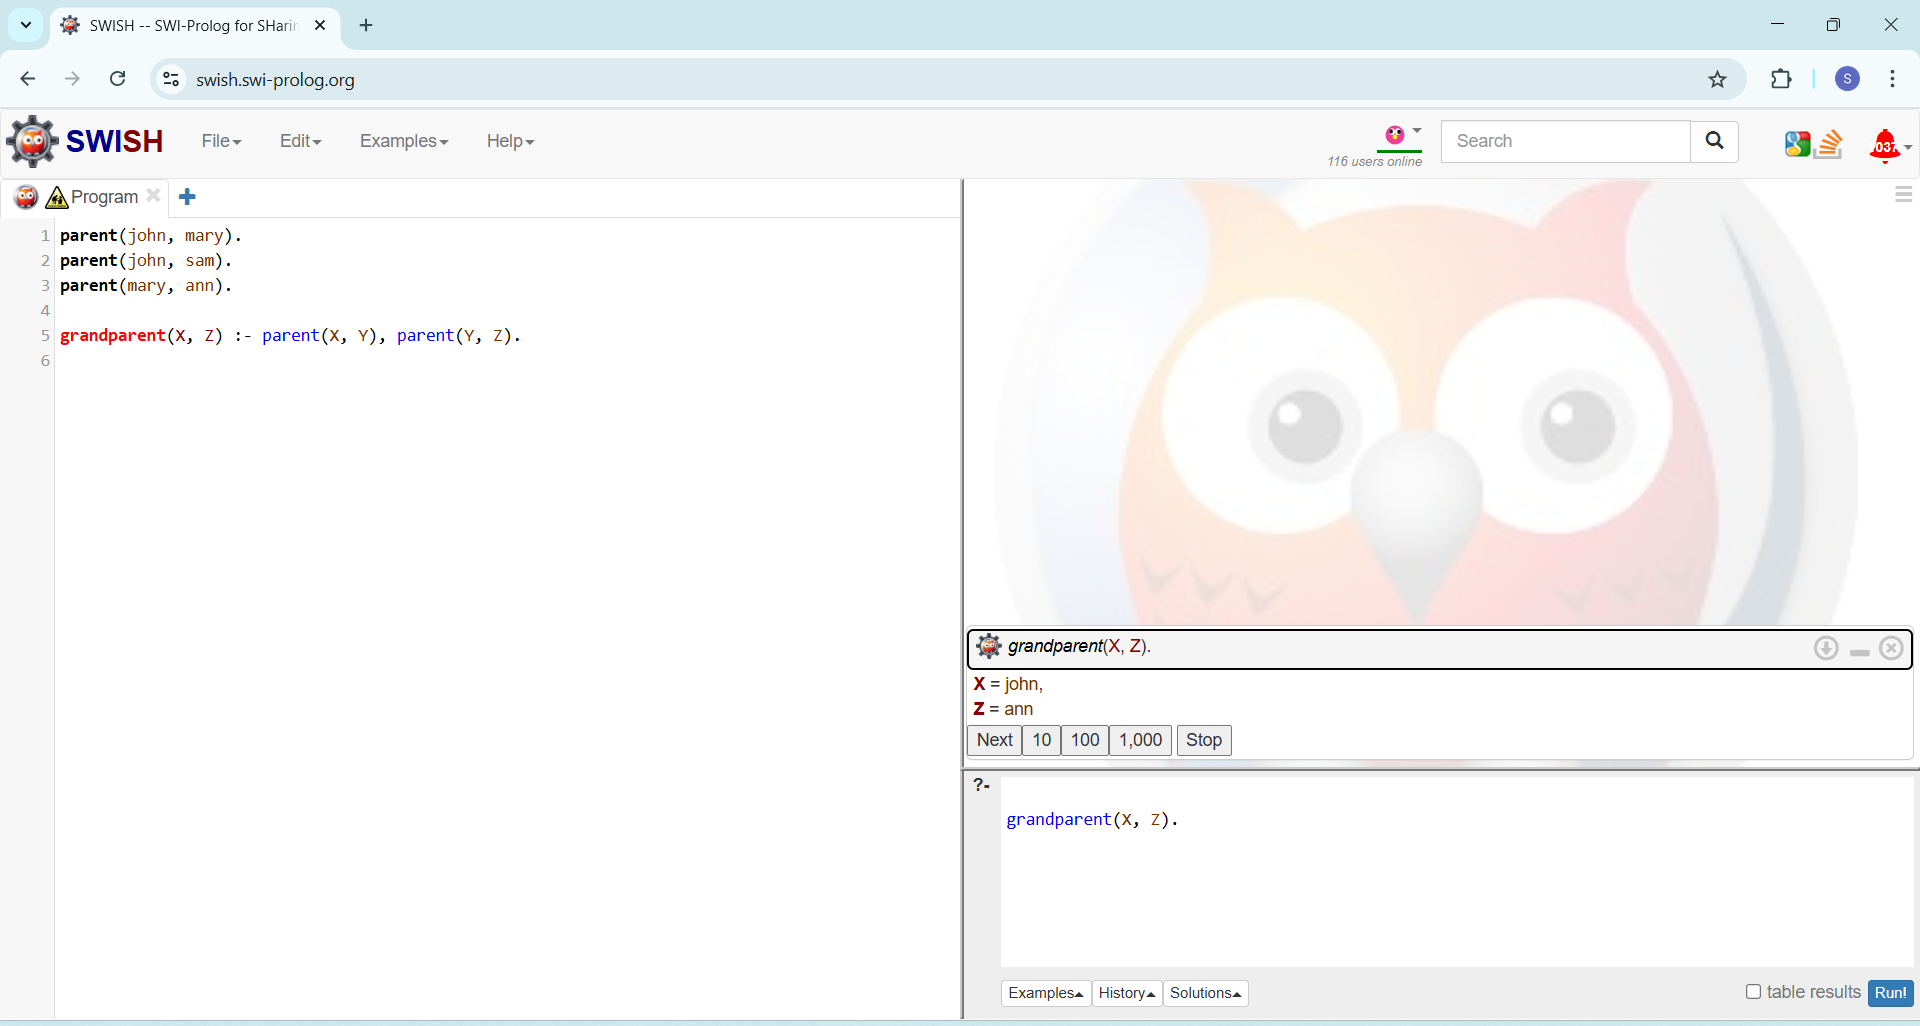 SWISH -- SWI-Prolog for SHarin
swish.swi-prolog.org
S
SWISH
File
Edit
Examples
Help
116 users online
Search
037
Program
1 parent(john, mary).
2 parent(john, sam).
3 parent(mary, ann).
4
5 grandparent(X, Z) :- parent(X, Y), parent(Y, Z).
6
grandparent(X, Z).
X = john,
Z = ann
Next 10 100 1,000 Stop
?-
grandparent(X, Z).
Examples History Solutions
table results Run!